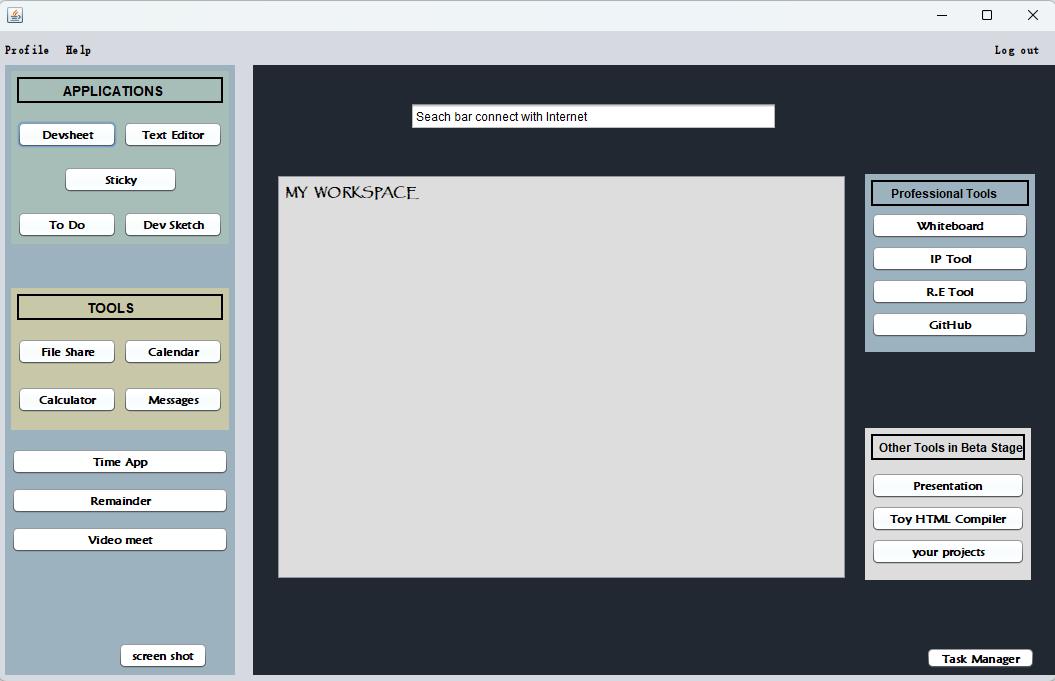 Profile Help Log out
APPLICATIONS
Devsheet Text Editor
Sticky
To Do Dev Sketch
TOOLS
File Share Calendar
Calculator Messages
Time App
Remainder
Video meet
screen shot
Seach bar connect with Internet
MY WORKSPACE
Professional Tools
Whiteboard
IP Tool
R.E Tool
GitHub
Other Tools in Beta Stage
Presentation
Toy HTML Compiler
your projects
Task Manager